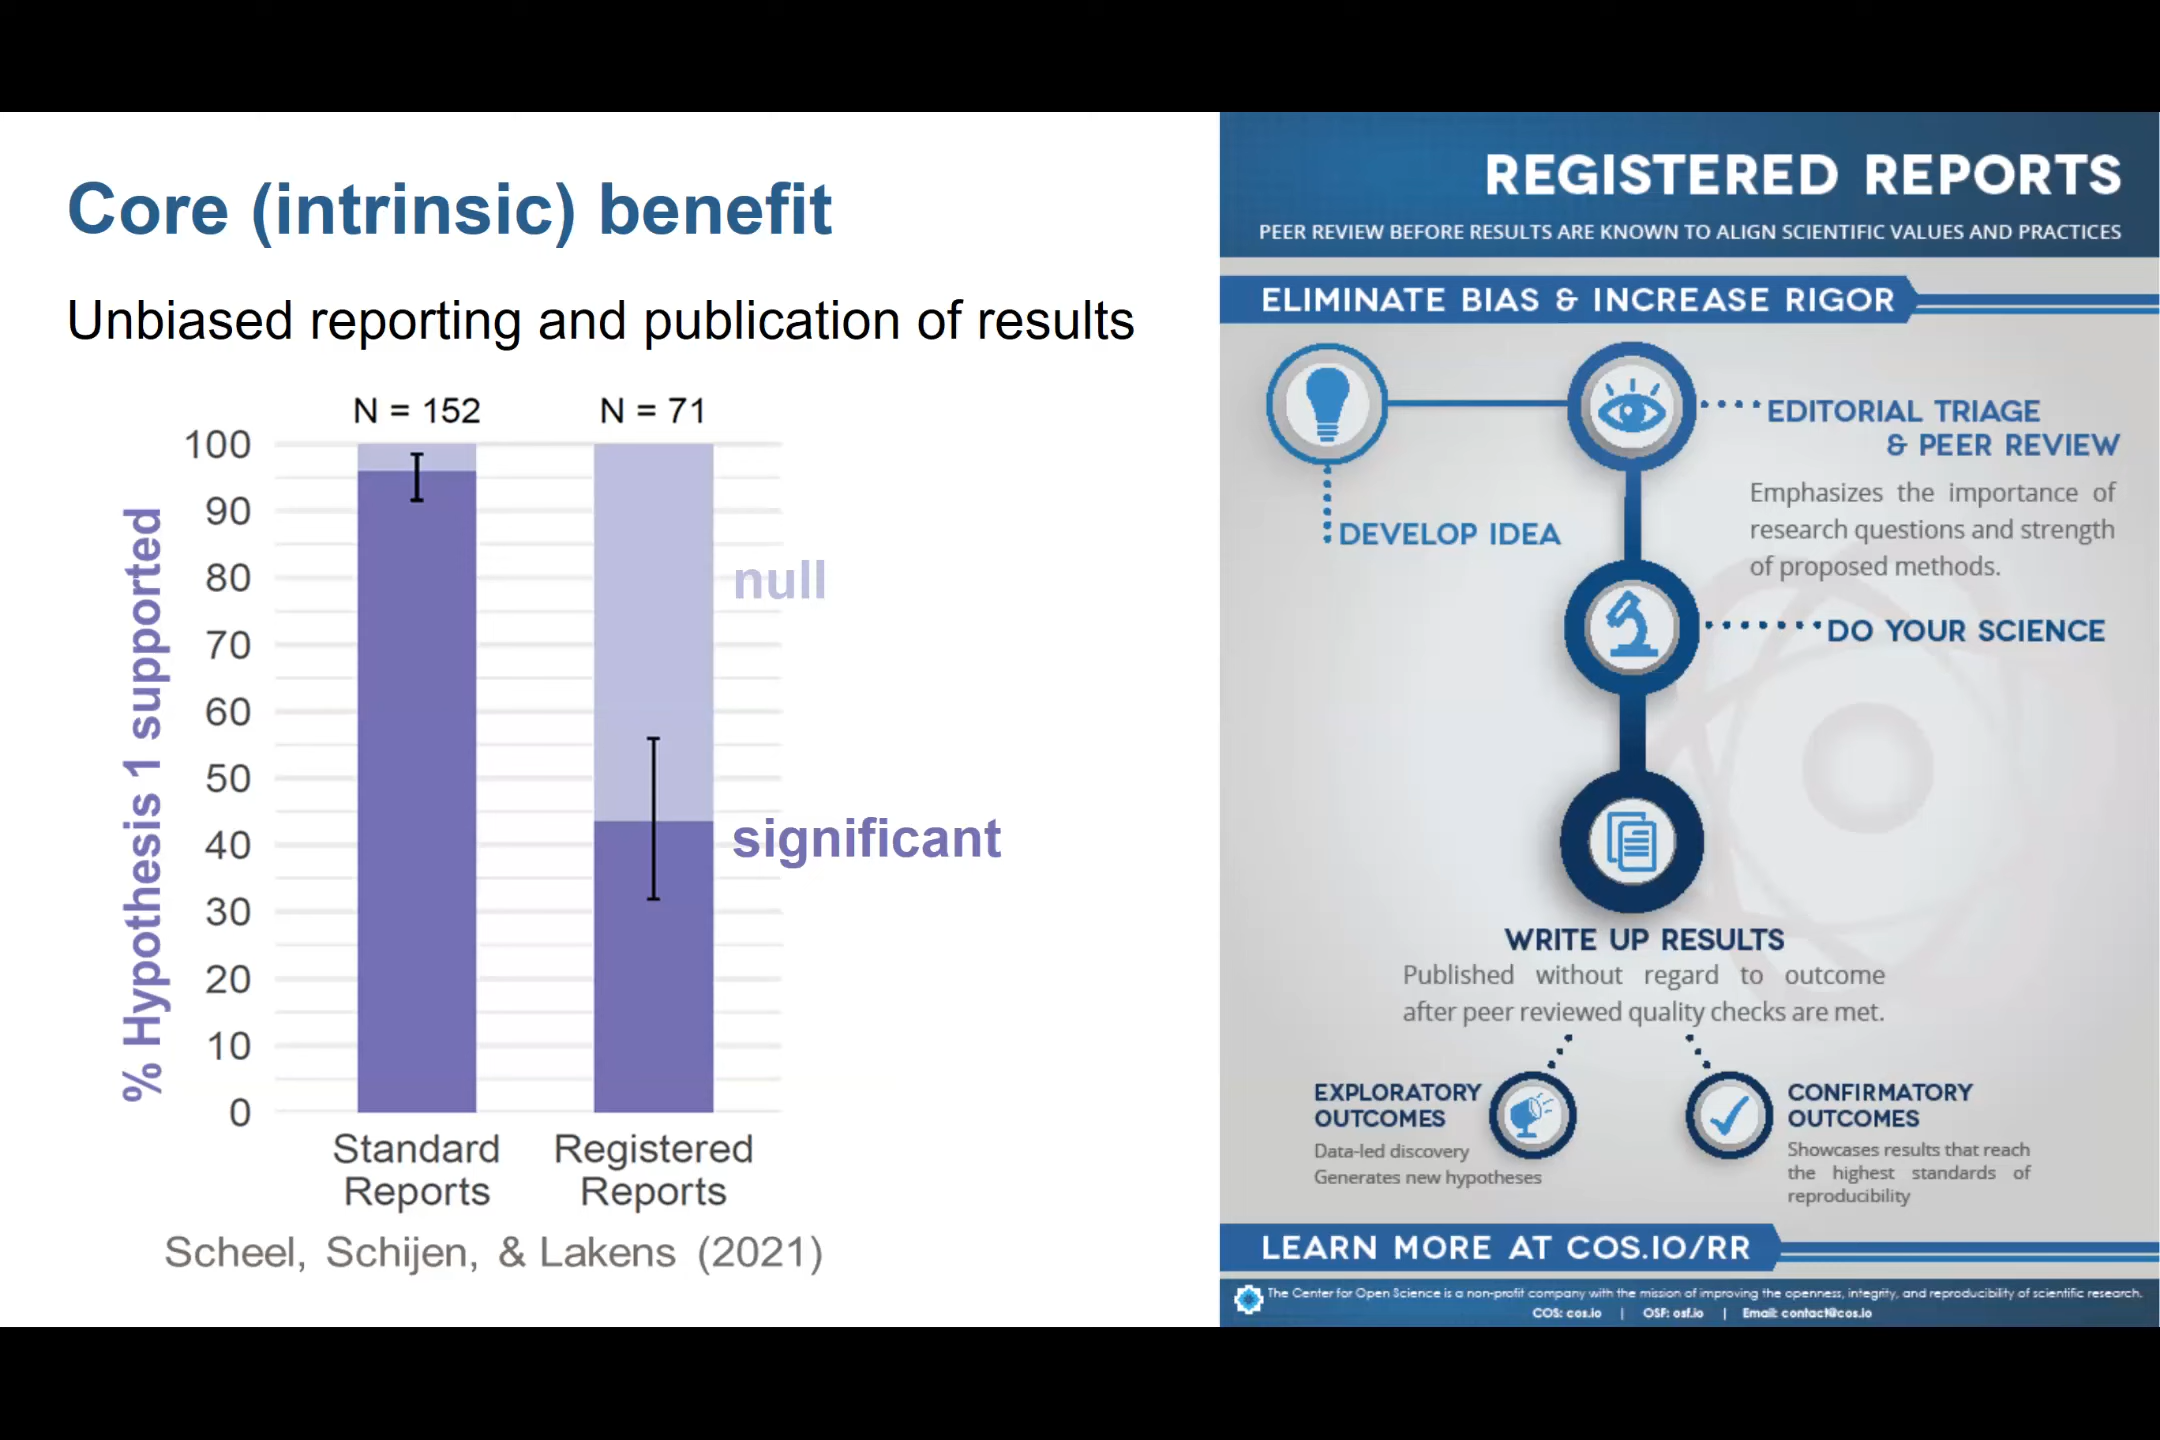 Core (intrinsic) benefit
Unbiased reporting and publication of results
N = 152
N = 71
100
90
80
70
60
50
40
30
20
10
0
% Hypothesis 1 supported
null
significant
Standard
Reports
Registered
Reports
Scheel, Schijen, & Lakens (2021)
REGISTERED REPORTS
PEER REVIEW BEFORE RESULTS ARE KNOWN TO ALIGN SCIENTIFIC VALUES AND PRACTICES
ELIMINATE BIAS & INCREASE RIGOR
DEVELOP IDEA
EDITORIAL TRIAGE
& PEER REVIEW
Emphasizes the importance of
research questions and strength
of proposed methods.
DO YOUR SCIENCE
WRITE UP RESULTS
Published without regard to outcome
after peer reviewed quality checks are met.
EXPLORATORY
OUTCOMES
Data-led discovery
Generates new hypotheses
CONFIRMATORY
OUTCOMES
Showcases results that reach
the highest standards of
reproducibility
LEARN MORE AT COS.IO/RR
The Center for Open Science is a non-profit company with the mission of improving the openness, integrity, and reproducibility of scientific research.
COS: cos.io | OSF: osf.io | Email: contact@cos.io